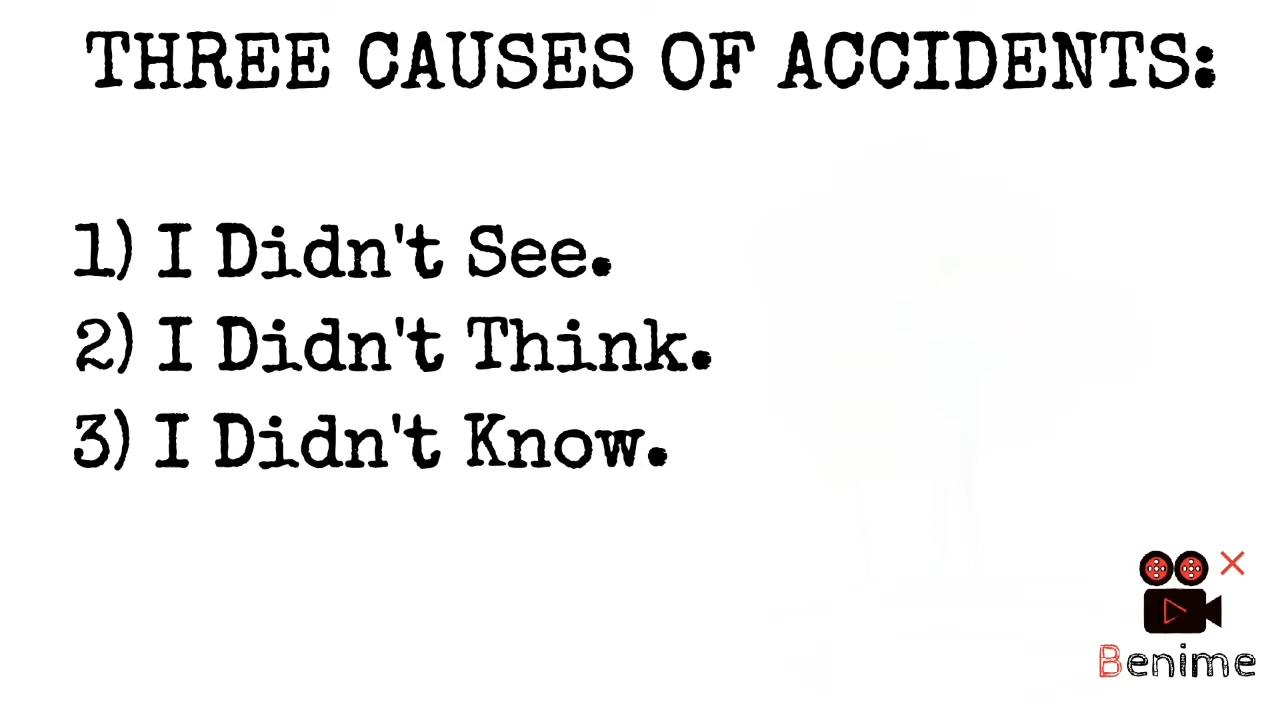 THREE CAUSES OF ACCIDENTS:
1) I Didn't See.
2) I Didn't Think.
3) I Didn't Know.
Benime